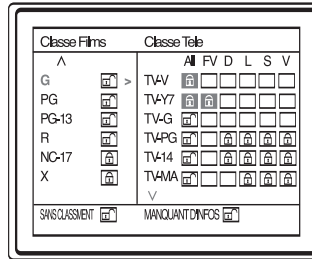 Classe Films Classe Tele
All FV D L S V
G > TV-V
PG TV-Y7
PG-13 TV-G
R TV-PG
NC-17 TV-14
X TV-MA
SANS CLASSMENT MANQUANT D'INFOS